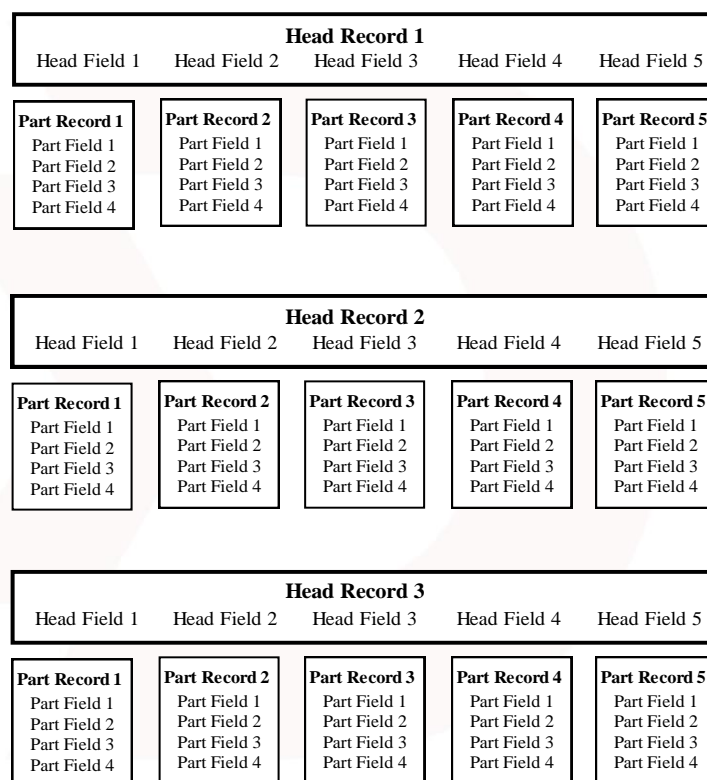 Head Record 1
Head Field 1 Head Field 2 Head Field 3 Head Field 4 Head Field 5
Part Record 1 Part Record 2 Part Record 3 Part Record 4 Part Record 5
Part Field 1 Part Field 1 Part Field 1 Part Field 1 Part Field 1
Part Field 2 Part Field 2 Part Field 2 Part Field 2 Part Field 2
Part Field 3 Part Field 3 Part Field 3 Part Field 3 Part Field 3
Part Field 4 Part Field 4 Part Field 4 Part Field 4 Part Field 4
Head Record 2
Head Field 1 Head Field 2 Head Field 3 Head Field 4 Head Field 5
Part Record 1 Part Record 2 Part Record 3 Part Record 4 Part Record 5
Part Field 1 Part Field 1 Part Field 1 Part Field 1 Part Field 1
Part Field 2 Part Field 2 Part Field 2 Part Field 2 Part Field 2
Part Field 3 Part Field 3 Part Field 3 Part Field 3 Part Field 3
Part Field 4 Part Field 4 Part Field 4 Part Field 4 Part Field 4
Head Record 3
Head Field 1 Head Field 2 Head Field 3 Head Field 4 Head Field 5
Part Record 1 Part Record 2 Part Record 3 Part Record 4 Part Record 5
Part Field 1 Part Field 1 Part Field 1 Part Field 1 Part Field 1
Part Field 2 Part Field 2 Part Field 2 Part Field 2 Part Field 2
Part Field 3 Part Field 3 Part Field 3 Part Field 3 Part Field 3
Part Field 4 Part Field 4 Part Field 4 Part Field 4 Part Field 4